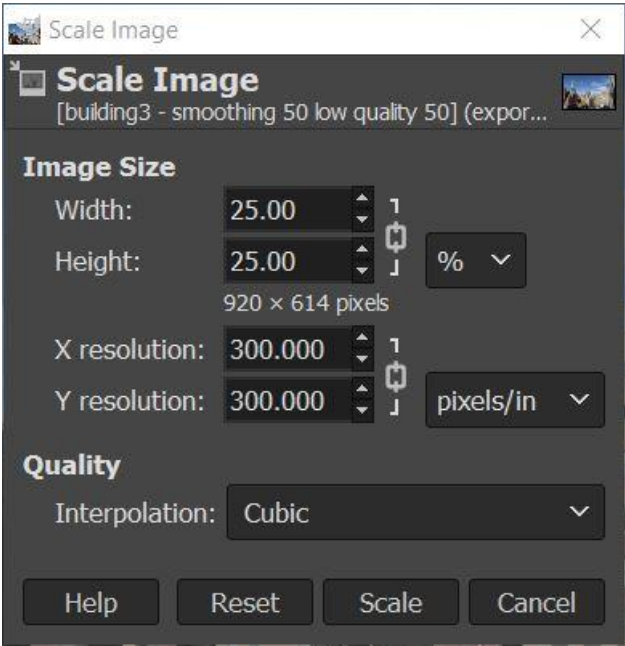 Scale Image
Scale Image
[building3 - smoothing 50 low quality 50] (expor...
Image Size
Width: 25.00
Height: 25.00 %
920 × 614 pixels
X resolution: 300.000
Y resolution: 300.000 pixels/in
Quality
Interpolation: Cubic
Help Reset Scale Cancel